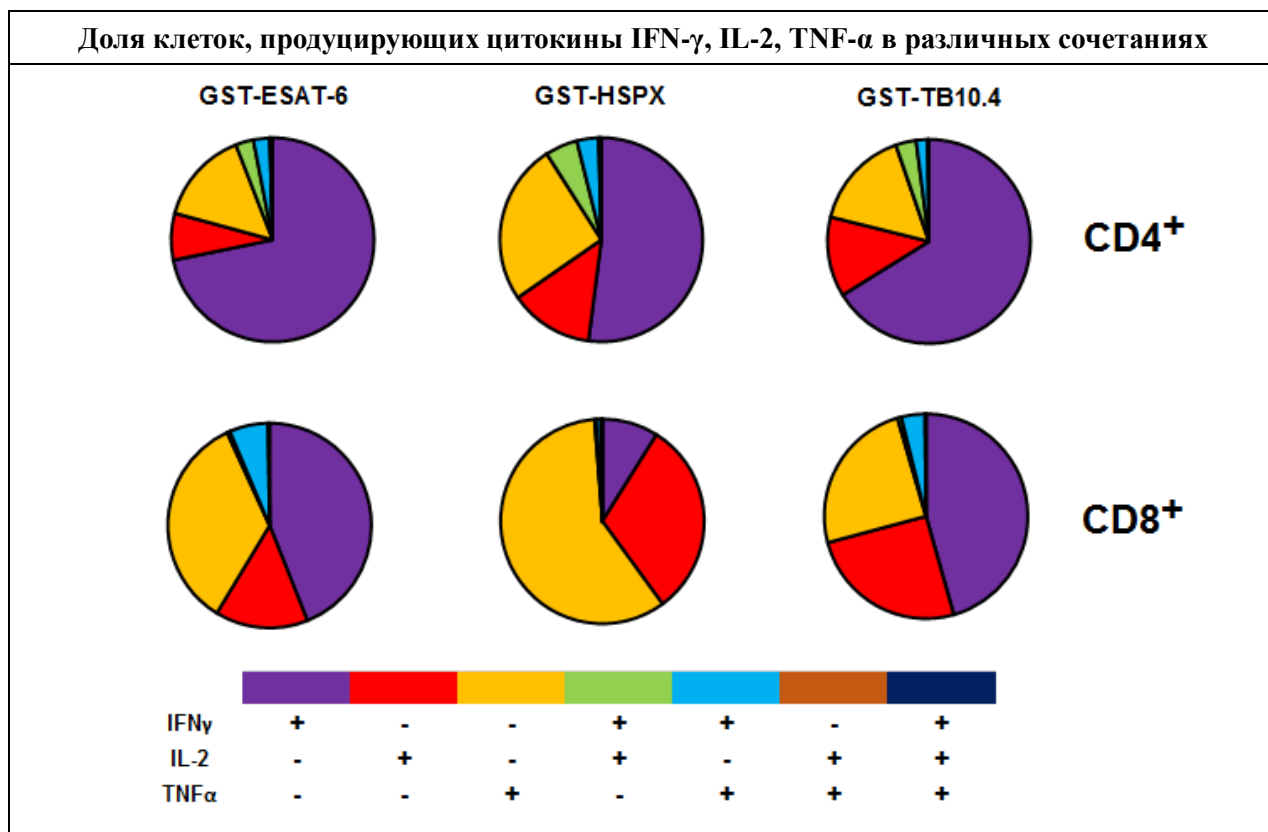 Доля клеток, продуцирующих цитокины IFN-γ, IL-2, TNF-α в различных сочетаниях
GST-ESAT-6 GST-HSPX GST-TB10.4
CD4+
CD8+
IFNγ + - - + + - +
IL-2 - + - + - + +
TNFα - - + - + + +